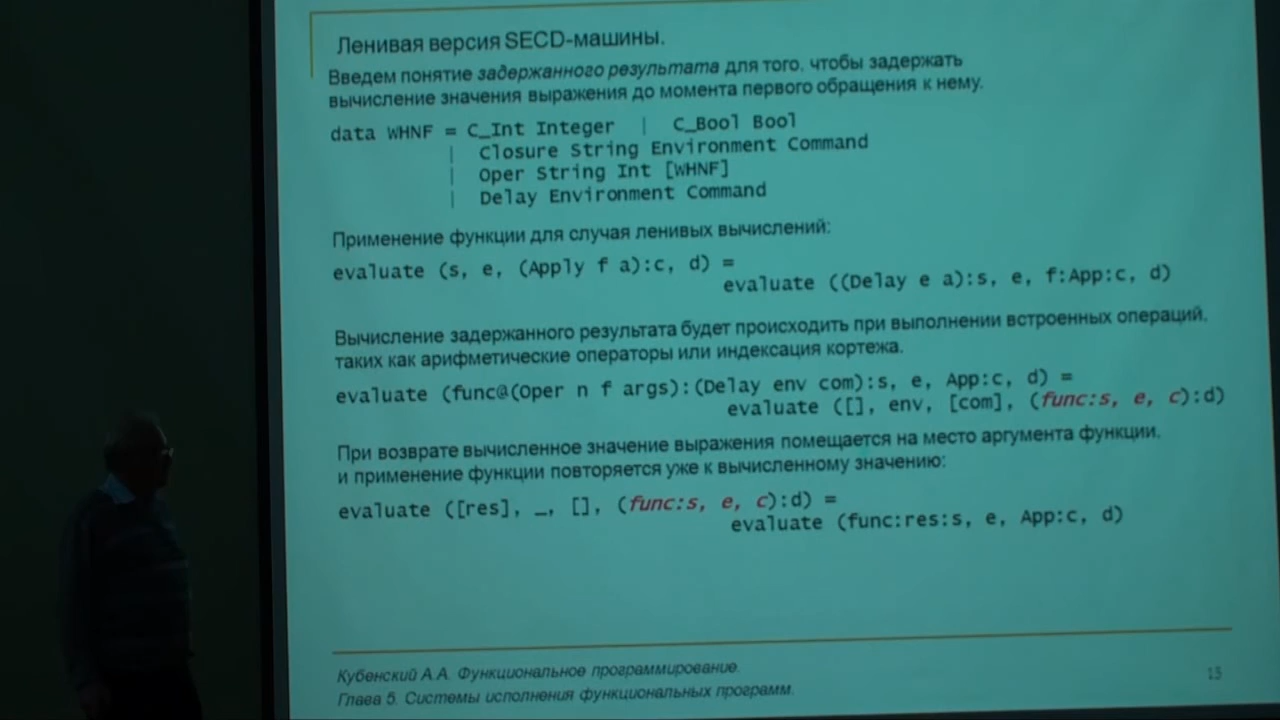 Ленивая версия SECD-машины.
Введем понятие задержанного результата для того, чтобы задержать
вычисление значения выражения до момента первого обращения к нему.
data WHNF = C_Int Integer | C_Bool Bool
| Closure String Environment Command
| Oper String Int [WHNF]
| Delay Environment Command
Применение функции для случая ленивых вычислений:
evaluate (s, e, (Apply f a):c, d) =
evaluate ((Delay e a):s, e, f:App:c, d)
Вычисление задержанного результата будет происходить при выполнении встроенных операций,
таких как арифметические операторы или индексация кортежа.
evaluate (func@(Oper n f args):(Delay env com):s, e, App:c, d) =
evaluate ([], env, [com], (func:s, e, c):d)
При возврате вычисленное значение выражения помещается на место аргумента функции,
и применение функции повторяется уже к вычисленному значению:
evaluate ([res], _, [], (func:s, e, c):d) =
evaluate (func:res:s, e, App:c, d)
Кубенский А.А. Функциональное программирование.
Глава 5. Системы исполнения функциональных программ.
13